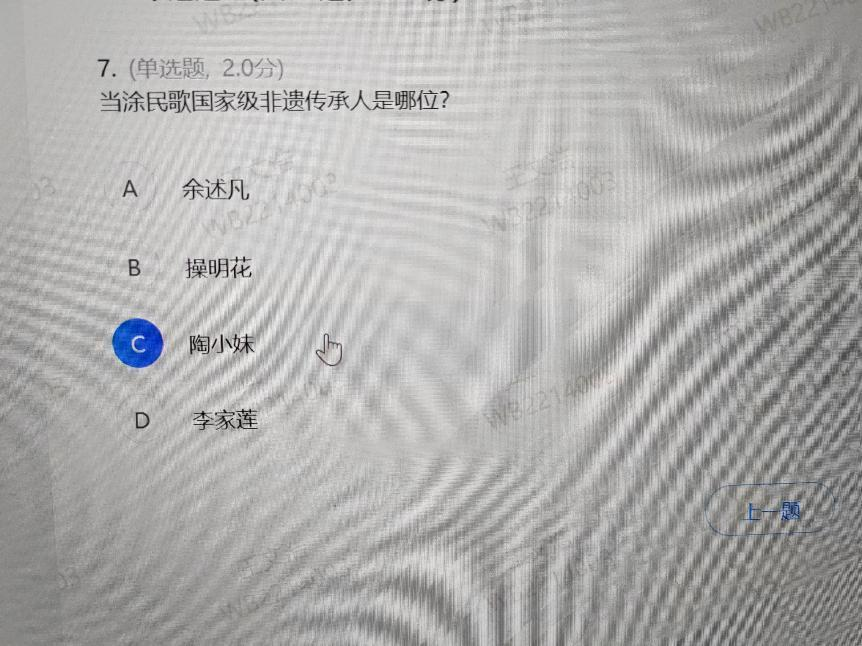 7. (单选题, 2.0分)
当涂民歌国家级非遗传承人是哪位?
A 余述凡
B 操明花
C 陶小妹
D 李家莲
上一题